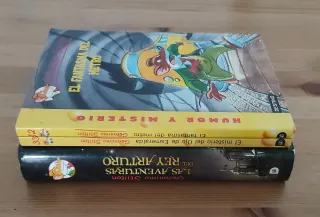 EL FANTASMA DEL
METRO
HUMOR Y MISTERIO
Geronimo Stilton El fantasma del metro
Geronimo Stilton El misterio del Ojo de Esmeralda
Geronimo Stilton
LAS AVENTURAS
DEL REY ARTURO